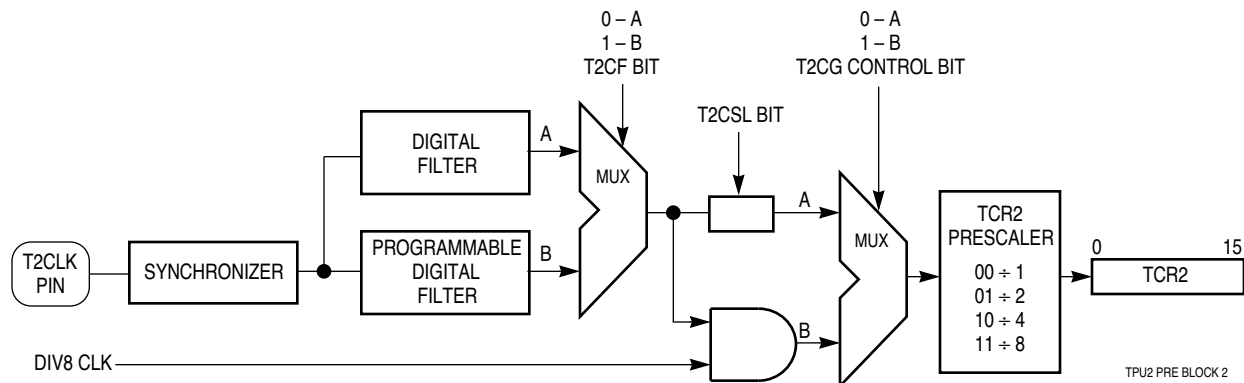 0 – A
1 – B
T2CF BIT
0 – A
1 – B
T2CG CONTROL BIT
T2CSL BIT
DIGITAL
FILTER
A
MUX
A
TCR2
PRESCALER
00 ÷ 1
01 ÷ 2
10 ÷ 4
11 ÷ 8
MUX
0 15
TCR2
T2CLK
PIN
SYNCHRONIZER
PROGRAMMABLE
DIGITAL
FILTER
B
B
DIV8 CLK
TPU2 PRE BLOCK 2